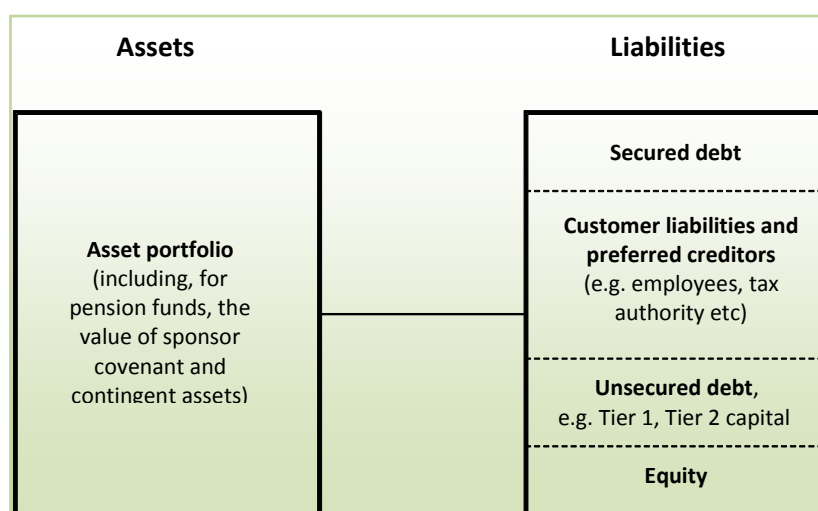 Assets
Liabilities
Asset portfolio
(including, for
pension funds, the
value of sponsor
covenant and
contingent assets)
Secured debt
Customer liabilities and
preferred creditors
(e.g. employees, tax
authority etc)
Unsecured debt,
e.g. Tier 1, Tier 2 capital
Equity